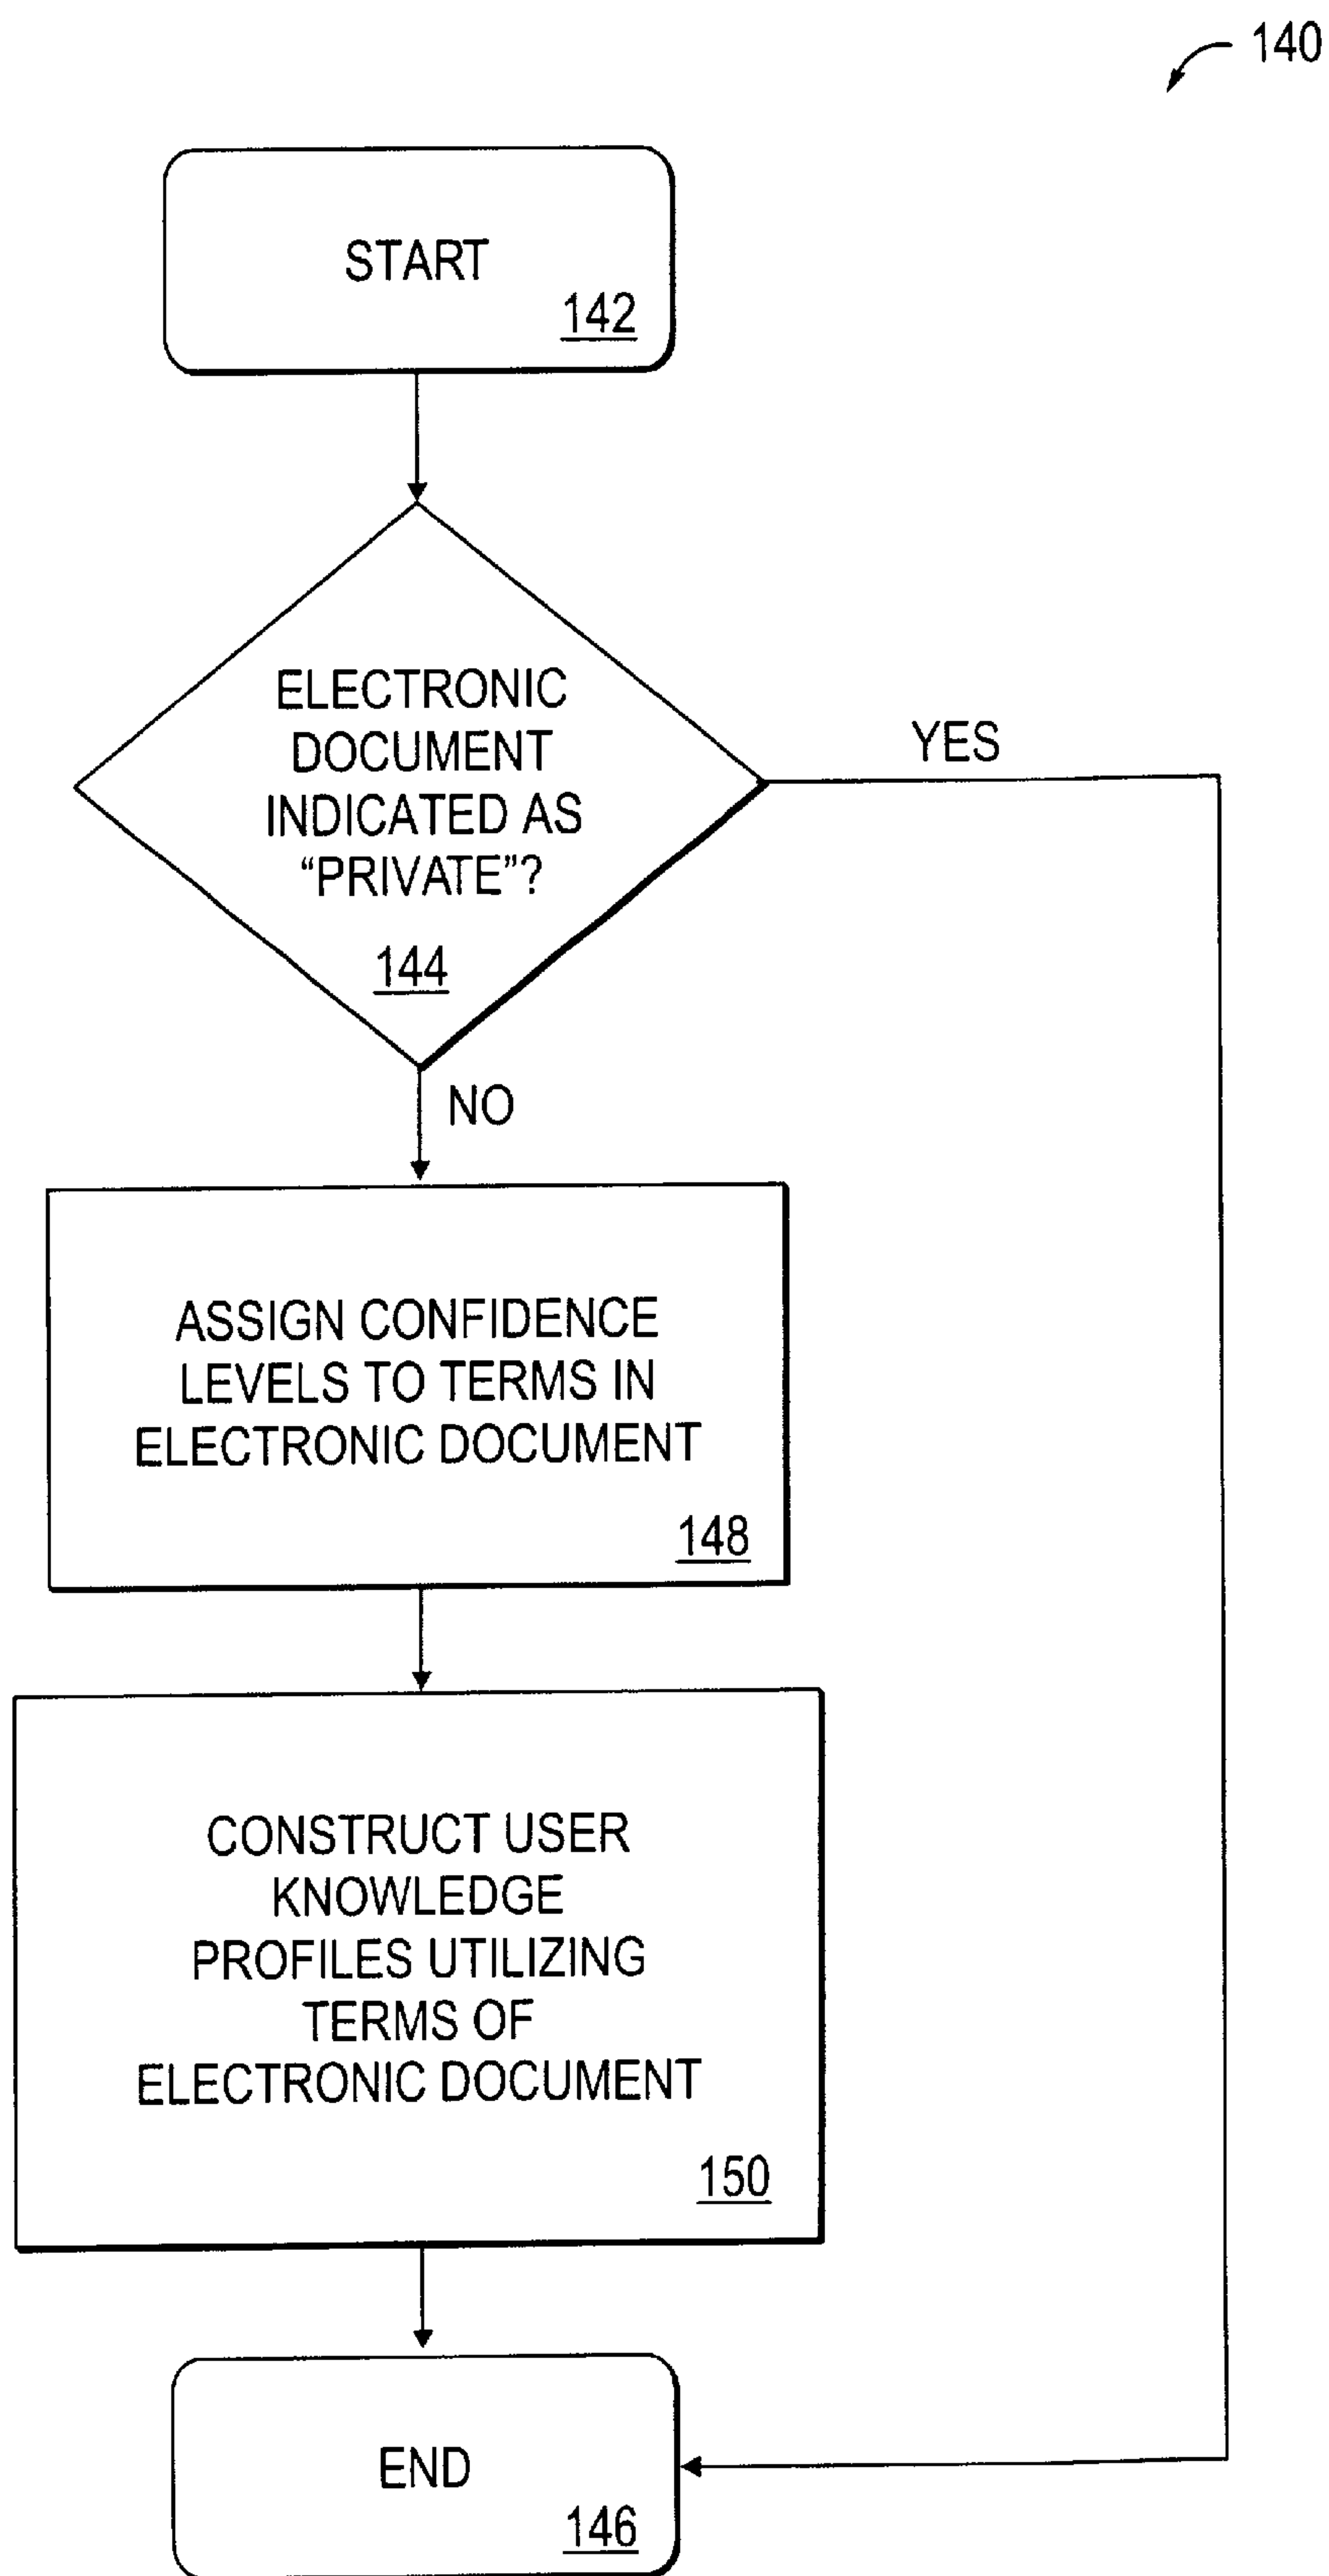 140
START
142
ELECTRONIC
DOCUMENT
INDICATED AS
“PRIVATE”?
144
YES
NO
ASSIGN CONFIDENCE
LEVELS TO TERMS IN
ELECTRONIC DOCUMENT
148
CONSTRUCT USER
KNOWLEDGE
PROFILES UTILIZING
TERMS OF
ELECTRONIC DOCUMENT
150
END
146